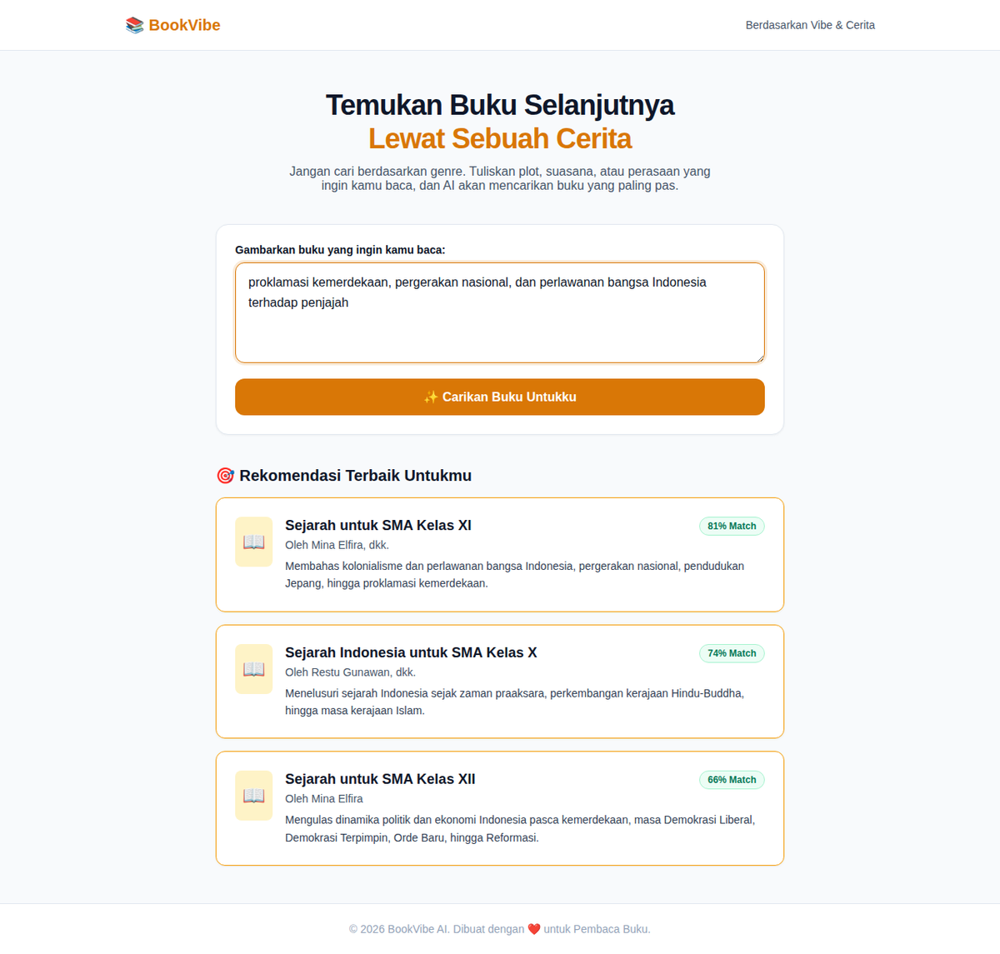 📚 BookVibe
Berdasarkan Vibe & Cerita
Temukan Buku Selanjutnya
Lewat Sebuah Cerita
Jangan cari berdasarkan genre. Tuliskan plot, suasana, atau perasaan yang
ingin kamu baca, dan AI akan mencarikan buku yang paling pas.
Gambarkan buku yang ingin kamu baca:
proklamasi kemerdekaan, pergerakan nasional, dan perlawanan bangsa Indonesia
terhadap penjajah
✨ Carikan Buku Untukku
🎯 Rekomendasi Terbaik Untukmu
Sejarah untuk SMA Kelas XI
81% Match
Oleh Mina Elfira, dkk.
Membahas kolonialisme dan perlawanan bangsa Indonesia, pergerakan nasional, pendudukan
Jepang, hingga proklamasi kemerdekaan.
Sejarah Indonesia untuk SMA Kelas X
74% Match
Oleh Restu Gunawan, dkk.
Menelusuri sejarah Indonesia sejak zaman praaksara, perkembangan kerajaan Hindu-Buddha,
hingga masa kerajaan Islam.
Sejarah untuk SMA Kelas XII
66% Match
Oleh Mina Elfira
Mengulas dinamika politik dan ekonomi Indonesia pasca kemerdekaan, masa Demokrasi Liberal,
Demokrasi Terpimpin, Orde Baru, hingga Reformasi.
© 2026 BookVibe AI. Dibuat dengan ❤️ untuk Pembaca Buku.